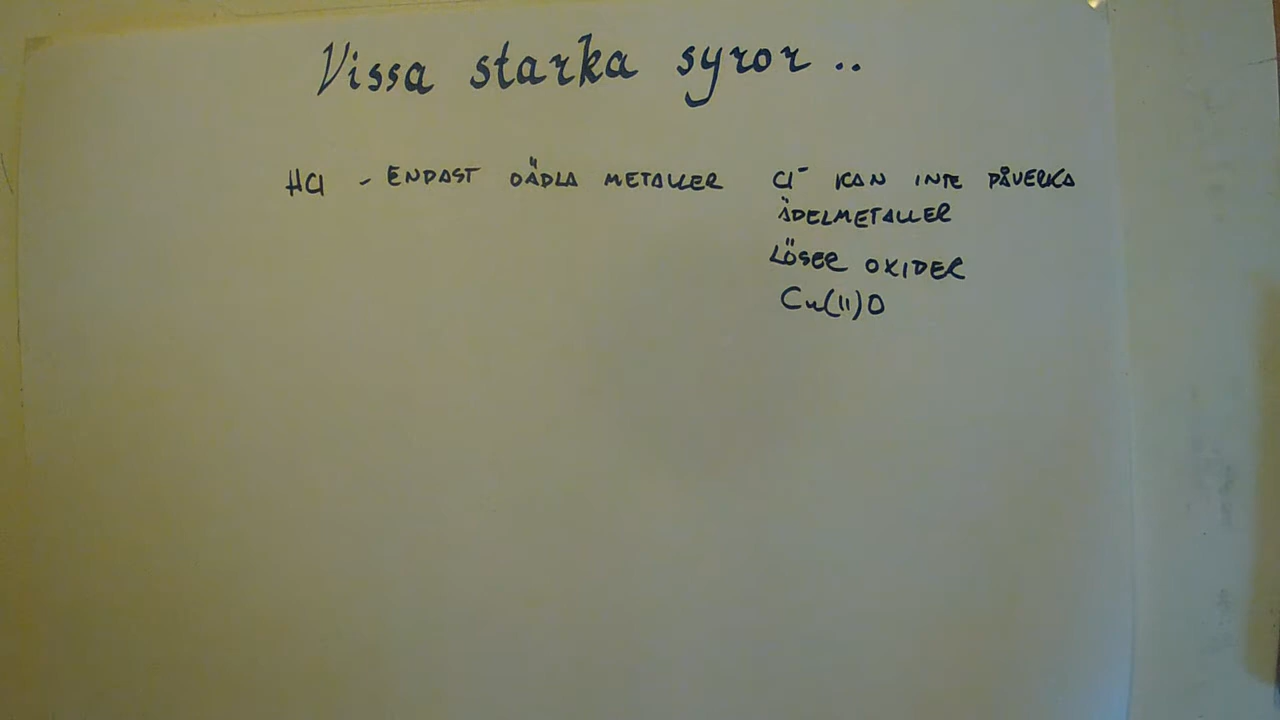 Vissa starka syror ..
HCl - ENDAST OÄDLA METALLER Cl⁻ KAN INTE PÅVERKA
ÄDELMETALLER
LÖSER OXIDER
Cu(II)O